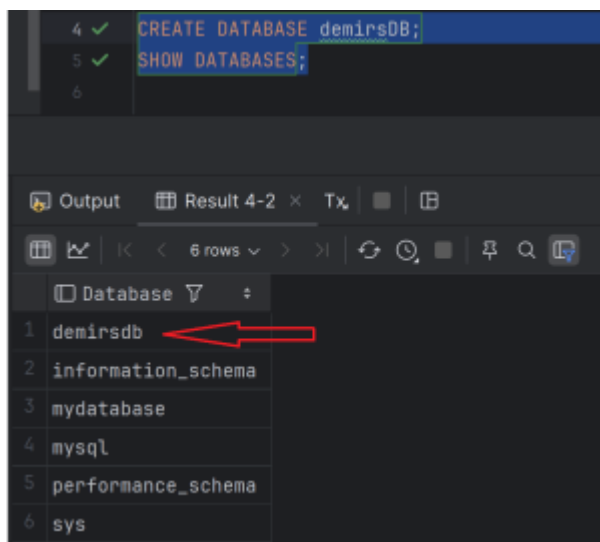 4 CREATE DATABASE demirsDB;
5 SHOW DATABASES;
6
Output Result 4-2 × Tx
6 rows
Database
1 demirsdb
2 information_schema
3 mydatabase
4 mysql
5 performance_schema
6 sys